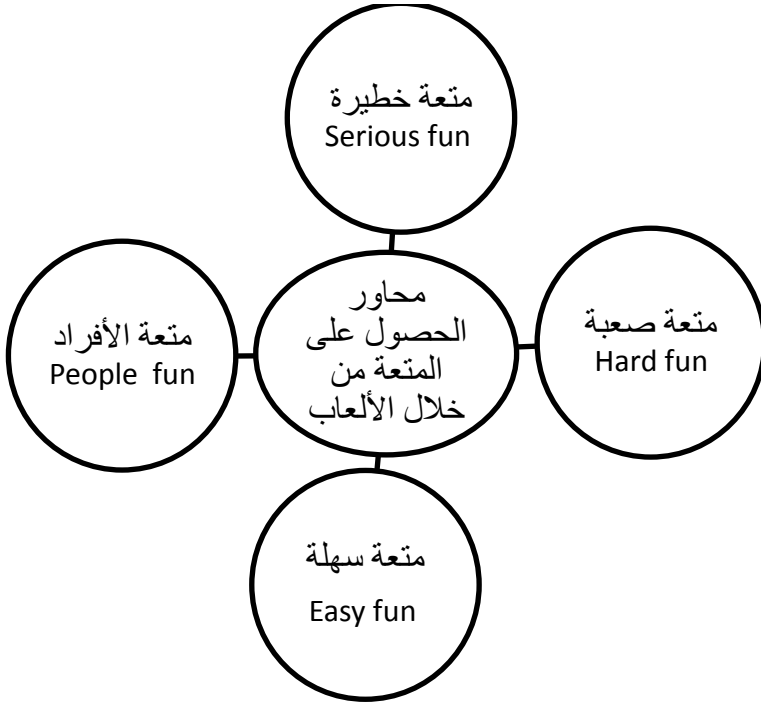 متعة خطيرة
Serious fun
محاور
الحصول على
المتعة من
خلال الألعاب
متعة صعبة
Hard fun
متعة الأفراد
People fun
متعة سهلة
Easy fun